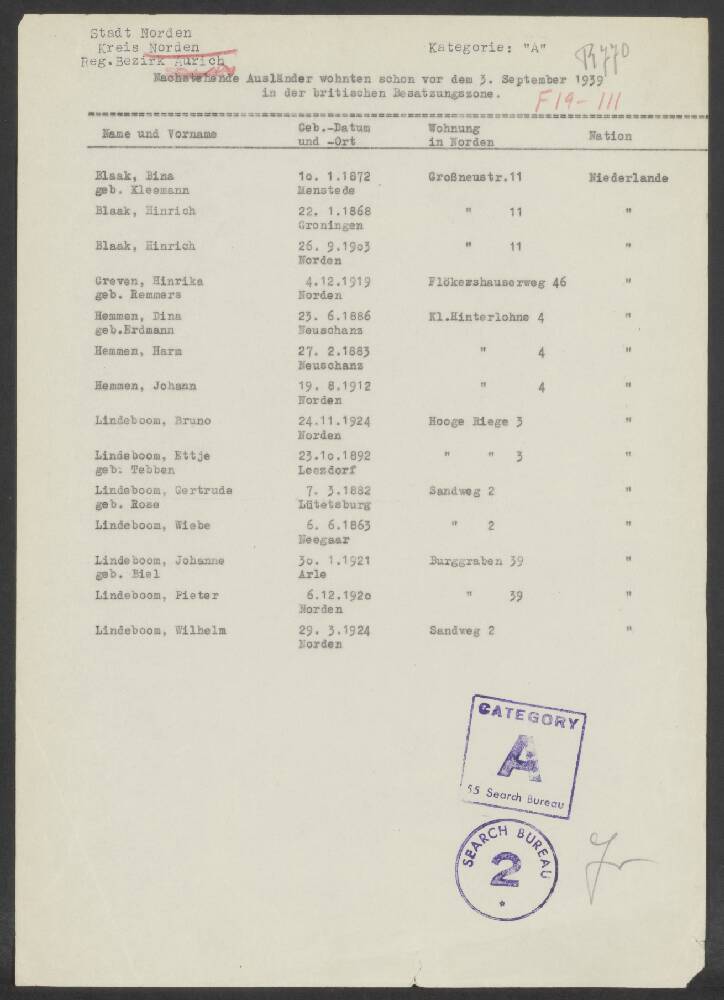 Stadt Norden
Kreis Norden Kategorie: "A"
Reg.Bezirk Aurich
Nachstehende Ausländer wohnten schon vor dem 3. September 1939
in der britischen Besatzungszone.
F19-III
Name und Vorname Geb.-Datum Wohnung Nation
und -Ort in Norden
Blaak, Bina 1o. 1.1872 Großneustr.11 Niederlande
geb. Kleemann Menstede
Blaak, Hinrich 22. 1.1868 " 11 "
Groningen
Blaak, Hinrich 26. 9.19o3 " 11 "
Norden
Greven, Hinrika 4.12.1919 Flökershauserweg 46 "
geb. Remmers Norden
Hemmen, Dina 23. 6.1886 Kl.Hinterlohne 4 "
geb.Erdmann Neuschanz
Hemmen, Harm 27. 2.1883 " 4 "
Neuschanz
Hemmen, Johann 19. 8.1912 " 4 "
Norden
Lindeboom, Bruno 24.11.1924 Hooge Riege 3 "
Norden
Lindeboom, Ettje 23.1o.1892 " " 3 "
geb. Tebben Leezdorf
Lindeboom, Gertrude 7. 3.1882 Sandweg 2 "
geb. Rose Lütetsburg
Lindeboom, Wiebe 6. 6.1863 " 2 "
Neegaar
Lindeboom, Johanne 3o. 1.1921 Burggraben 39 "
geb. Biel Arle
Lindeboom, Pieter 6.12.192o " 39 "
Norden
Lindeboom, Wilhelm 29. 3.1924 Sandweg 2 "
Norden
CATEGORY
A
55 Search Bureau
SEARCH BUREAU
2
*